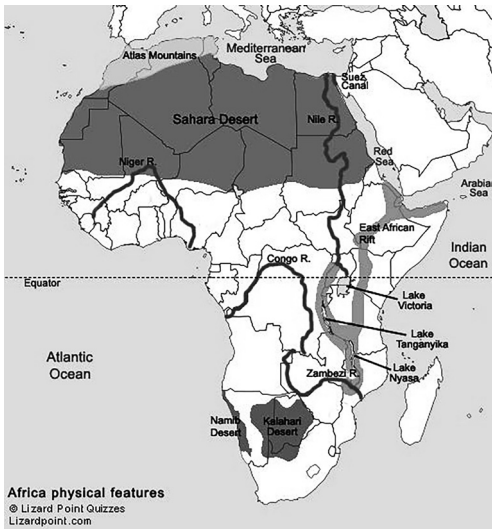 Mediterranean
Sea
Atlas Mountains
Suez
Canal
Sahara Desert
Nile R.
Red
Sea
Niger R.
Arabian
Sea
East African
Rift
Indian
Ocean
Congo R.
Equator
Lake
Victoria
Lake
Tanganyika
Atlantic
Ocean
Lake
Nyasa
Zambezi R.
Namib
Desert
Kalahari
Desert
Africa physical features
© Lizard Point Quizzes
Lizardpoint.com